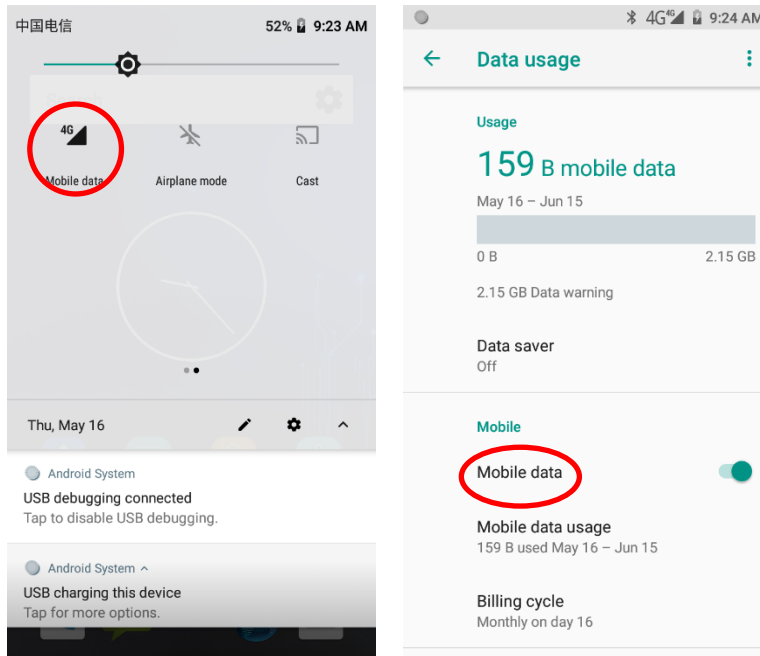 中国电信
52% 9:23 AM
4G
Mobile data
Airplane mode
Cast
Thu, May 16
Android System
USB debugging connected
Tap to disable USB debugging.
Android System
USB charging this device
Tap for more options.
4G 4G 9:24 AM
Data usage
Usage
159 B mobile data
May 16 – Jun 15
0 B
2.15 GB
2.15 GB Data warning
Data saver
Off
Mobile
Mobile data
Mobile data usage
159 B used May 16 – Jun 15
Billing cycle
Monthly on day 16